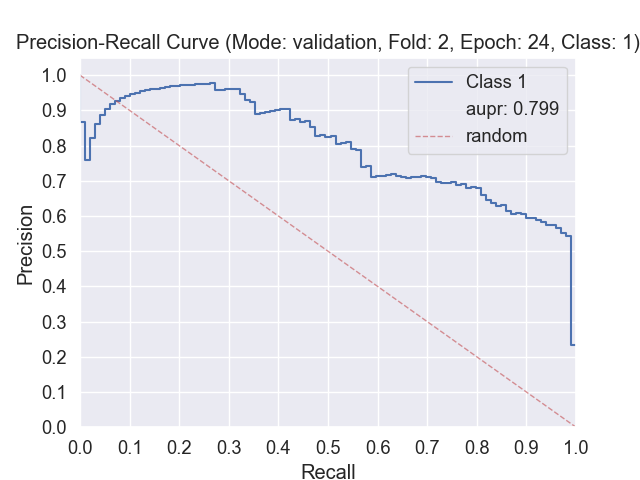 Precision-Recall Curve (Mode: validation, Fold: 2, Epoch: 24, Class: 1)
1.0
0.9
0.8
0.7
0.6
0.5
0.4
0.3
0.2
0.1
0.0
Precision
Class 1
aupr: 0.799
random
0.0 0.1 0.2 0.3 0.4 0.5 0.6 0.7 0.8 0.9 1.0
Recall